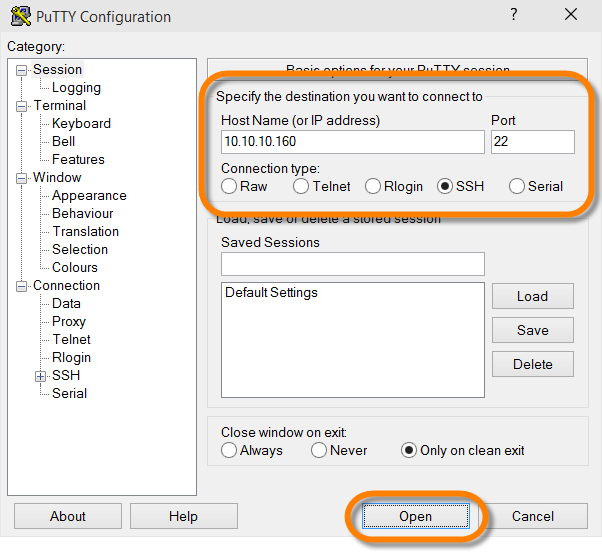 PuTTY Configuration
?
Category:
Session
Logging
Terminal
Keyboard
Bell
Features
Window
Appearance
Behaviour
Translation
Selection
Colours
Connection
Data
Proxy
Telnet
Rlogin
SSH
Serial
Basic options for your PuTTY session
Specify the destination you want to connect to
Host Name (or IP address) Port
10.10.10.160 22
Connection type:
Raw Telnet Rlogin SSH Serial
Load, save or delete a stored session
Saved Sessions
Default Settings
Load
Save
Delete
Close window on exit:
Always Never Only on clean exit
About Help Open Cancel